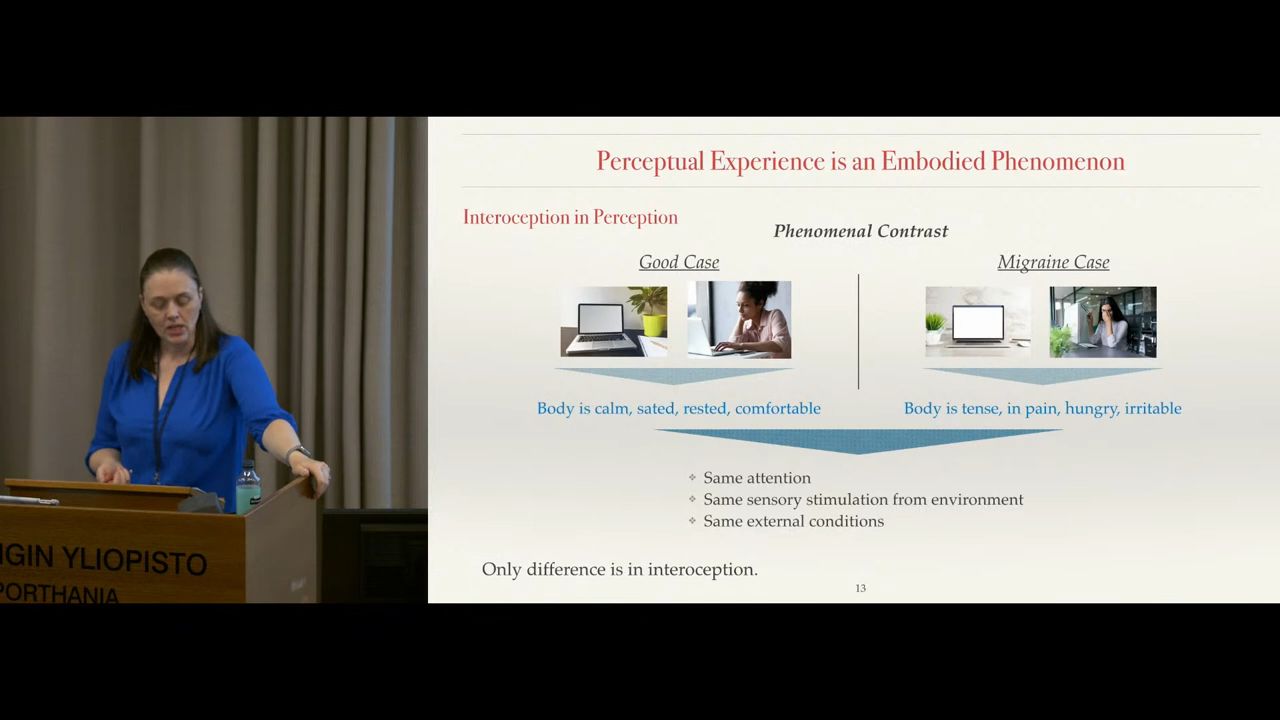 Perceptual Experience is an Embodied Phenomenon
Interoception in Perception
Phenomenal Contrast
Good Case
Migraine Case
Body is calm, sated, rested, comfortable
Body is tense, in pain, hungry, irritable
Same attention
Same sensory stimulation from environment
Same external conditions
Only difference is in interoception.
13
IGIN YLIOPISTO
PORTHANIA